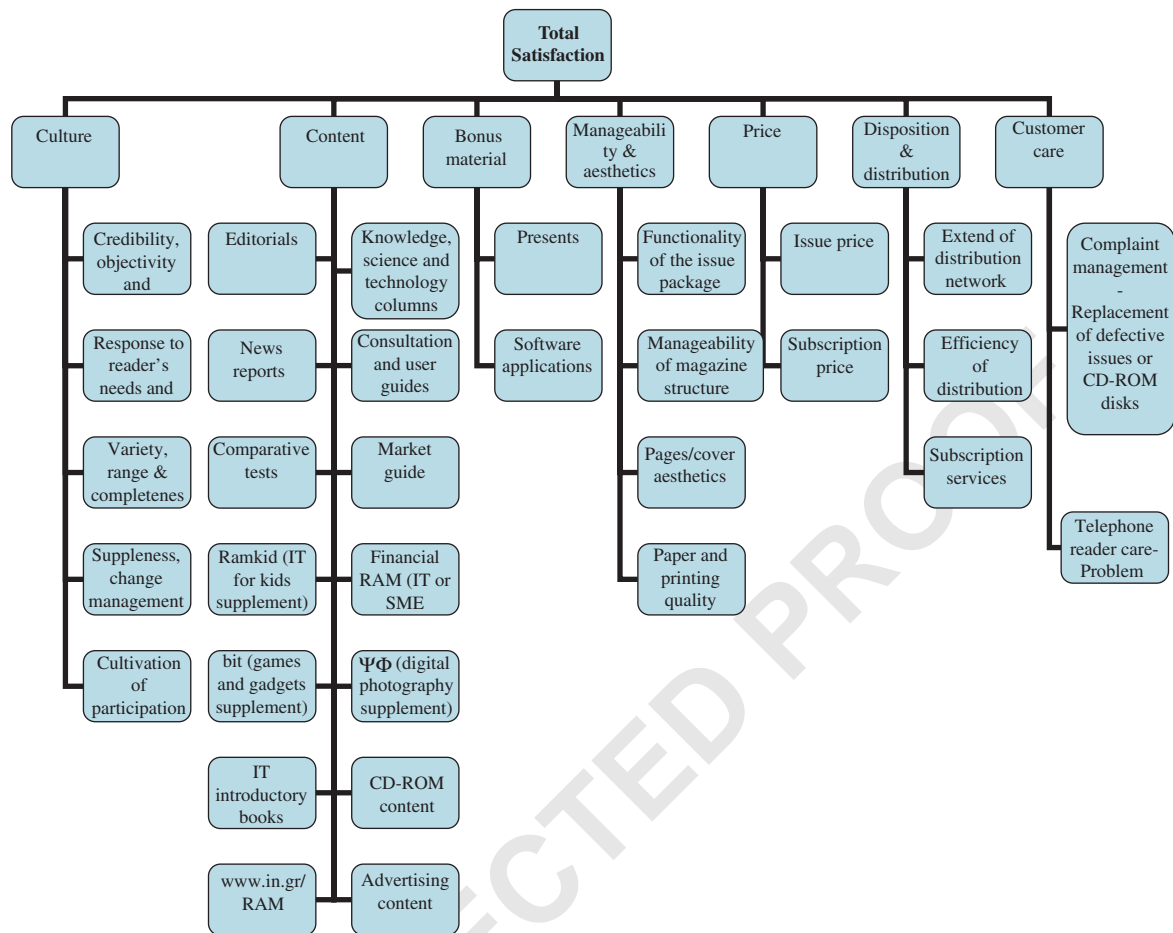 Total
Satisfaction
Culture
Content
Bonus
material
Manageabili
ty &
aesthetics
Price
Disposition
&
distribution
Customer
care
Credibility,
objectivity
and
Response to
reader's
needs and
Variety,
range &
completenes
Suppleness,
change
management
Cultivation
of
participation
Editorials
News
reports
Comparative
tests
Ramkid (IT
for kids
supplement)
bit (games
and gadgets
supplement)
IT
introductory
books
www.in.gr/
RAM
Knowledge,
science and
technology
columns
Consultation
and user
guides
Market
guide
Financial
RAM (IT or
SME
ΨΦ (digital
photography
supplement)
CD-ROM
content
Advertising
content
Presents
Software
applications
Functionality
of the issue
package
Manageability
of magazine
structure
Pages/cover
aesthetics
Paper and
printing
quality
Issue price
Subscription
price
Extend of
distribution
network
Efficiency
of
distribution
Subscription
services
Complaint
management
-
Replacement
of defective
issues or
CD-ROM
disks
Telephone
reader care-
Problem
ECTED PROOF